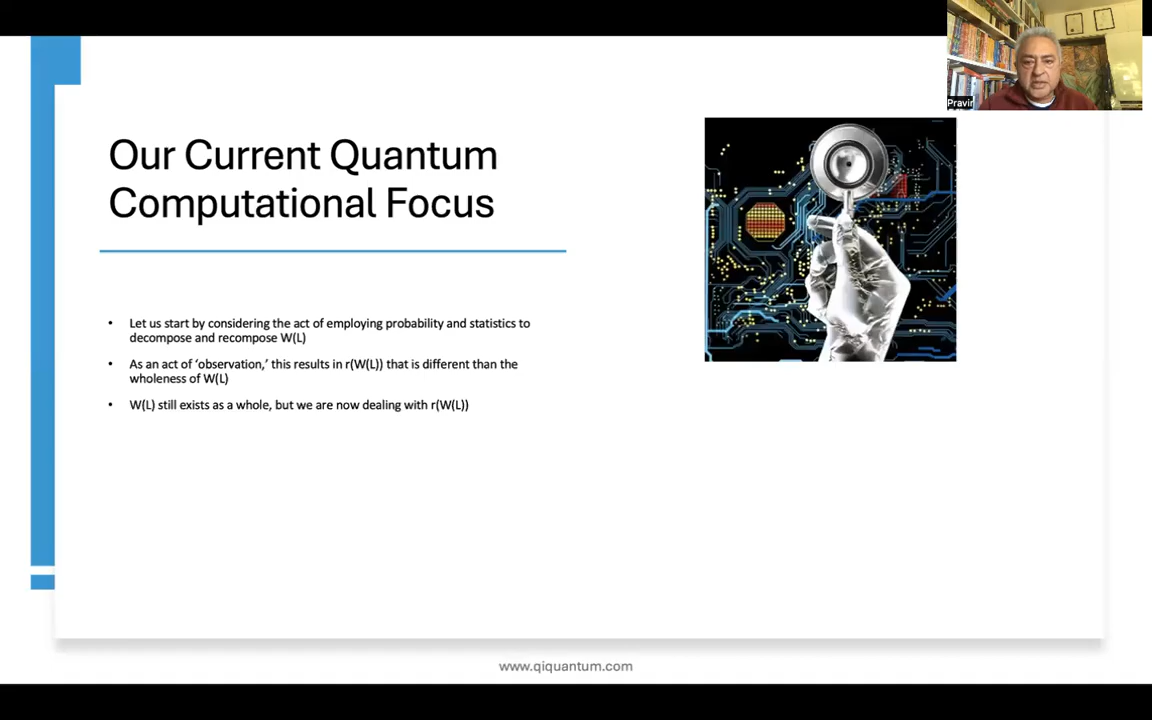 Pravir
Our Current Quantum
Computational Focus
• Let us start by considering the act of employing probability and statistics to
decompose and recompose W(L)
• As an act of ‘observation,’ this results in r(W(L)) that is different than the
wholeness of W(L)
• W(L) still exists as a whole, but we are now dealing with r(W(L))
www.qiquantum.com